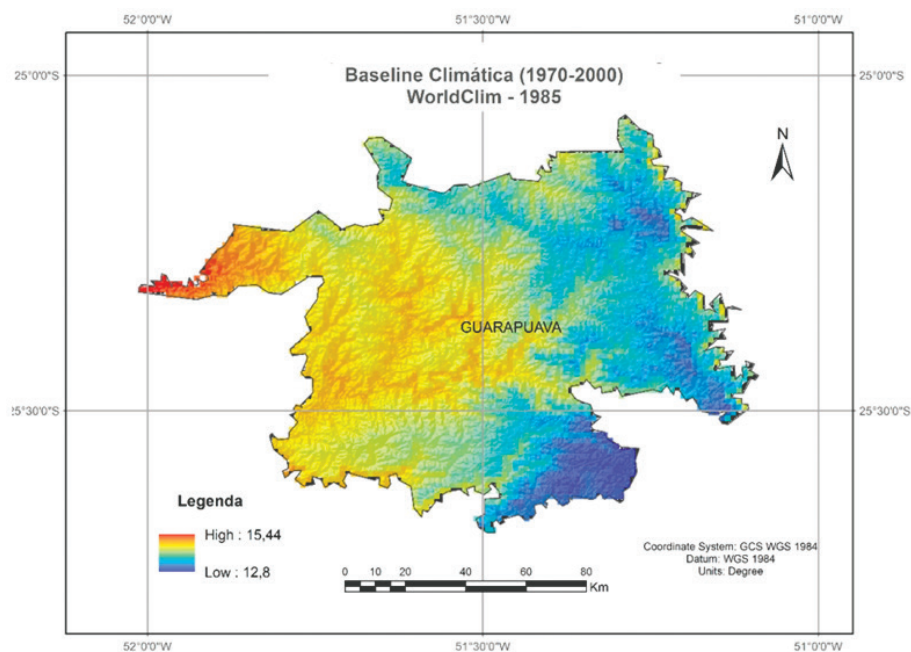 52°0'0"W 51°30'0"W 51°0'0"W
25°0'0"S 25°0'0"S
Baseline Climática (1970-2000)
WorldClim - 1985
N
GUARAPUAVA
25°30'0"S 25°30'0"S
Legenda
High : 15,44
Low : 12,8
Coordinate System: GCS WGS 1984
Datum: WGS 1984
Units: Degree
0 10 20 40 60 80
Km
52°0'0"W 51°30'0"W 51°0'0"W